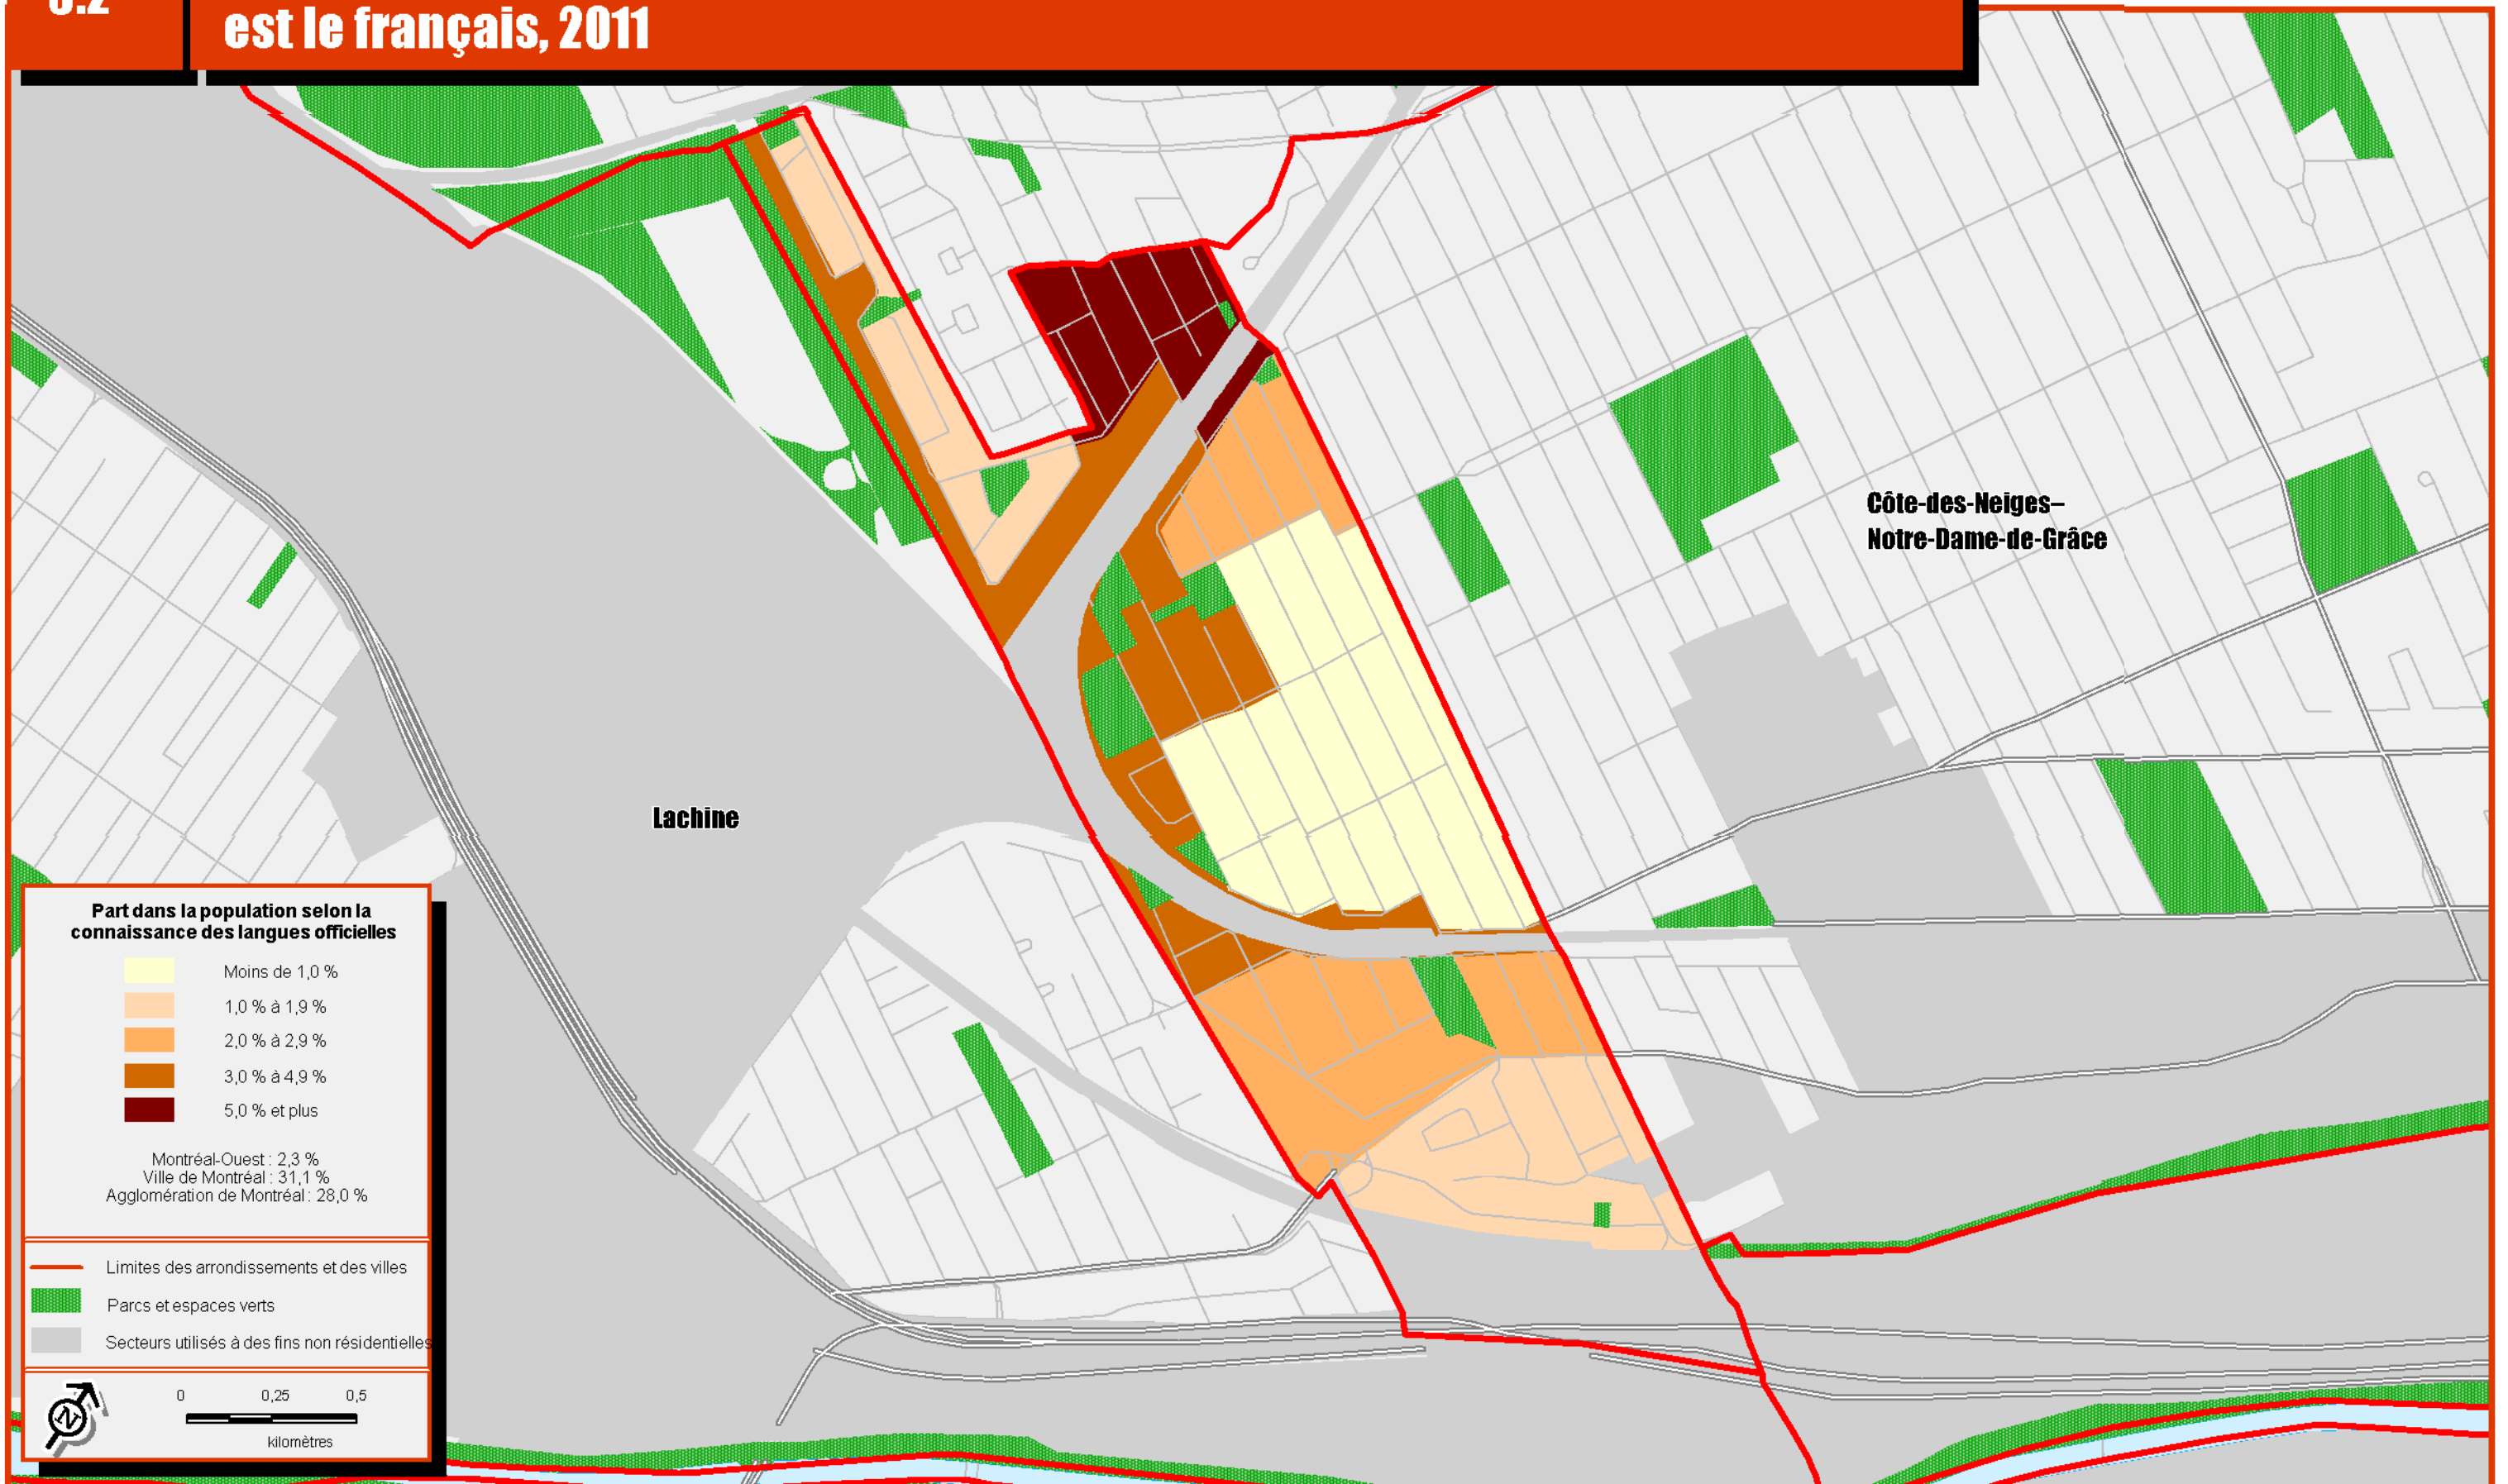 est le français, 2011
Côte-des-Neiges–
Notre-Dame-de-Grâce
Lachine
Part dans la population selon la
connaissance des langues officielles
Moins de 1,0 %
1,0 % à 1,9 %
2,0 % à 2,9 %
3,0 % à 4,9 %
5,0 % et plus
Montréal-Ouest : 2,3 %
Ville de Montréal : 31,1 %
Agglomération de Montréal : 28,0 %
Limites des arrondissements et des villes
Parcs et espaces verts
Secteurs utilisés à des fins non résidentielles
0 0,25 0,5
kilomètres
N